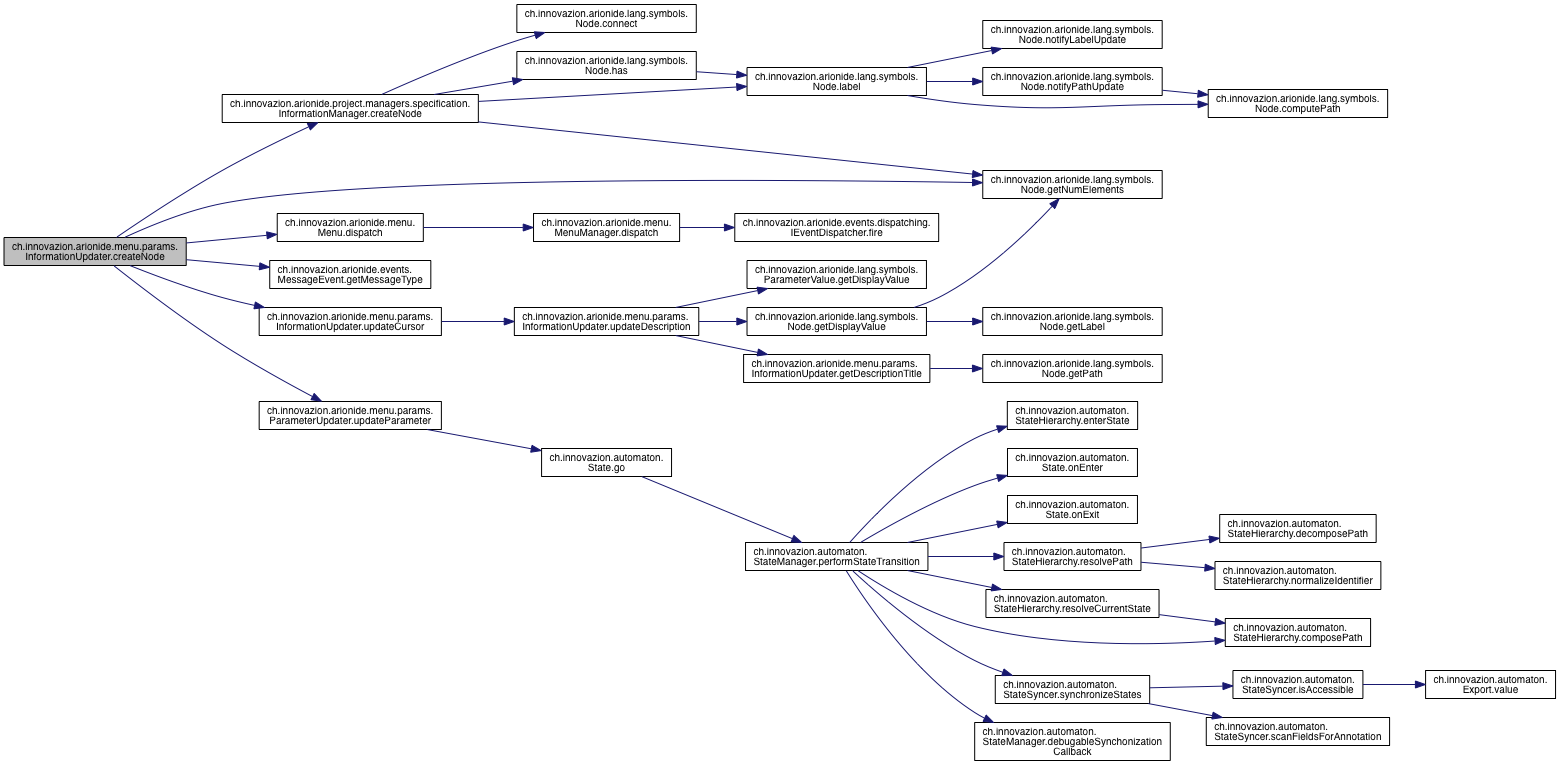 ch.innovazion.arionide.lang.symbols.
Node.connect
ch.innovazion.arionide.lang.symbols.
Node.notifyLabelUpdate
ch.innovazion.arionide.lang.symbols.
Node.has
ch.innovazion.arionide.lang.symbols.
Node.label
ch.innovazion.arionide.lang.symbols.
Node.notifyPathUpdate
ch.innovazion.arionide.project.managers.specification.
InformationManager.createNode
ch.innovazion.arionide.lang.symbols.
Node.computePath
ch.innovazion.arionide.lang.symbols.
Node.getNumElements
ch.innovazion.arionide.menu.
Menu.dispatch
ch.innovazion.arionide.menu.
MenuManager.dispatch
ch.innovazion.arionide.events.dispatching.
IEventDispatcher.fire
ch.innovazion.arionide.menu.params.
InformationUpdater.createNode
ch.innovazion.arionide.events.
MessageEvent.getMessageType
ch.innovazion.arionide.lang.symbols.
ParameterValue.getDisplayValue
ch.innovazion.arionide.menu.params.
InformationUpdater.updateCursor
ch.innovazion.arionide.menu.params.
InformationUpdater.updateDescription
ch.innovazion.arionide.lang.symbols.
Node.getDisplayValue
ch.innovazion.arionide.lang.symbols.
Node.getLabel
ch.innovazion.arionide.menu.params.
InformationUpdater.getDescriptionTitle
ch.innovazion.arionide.lang.symbols.
Node.getPath
ch.innovazion.arionide.menu.params.
ParameterUpdater.updateParameter
ch.innovazion.automaton.
StateHierarchy.enterState
ch.innovazion.automaton.
State.go
ch.innovazion.automaton.
State.onEnter
ch.innovazion.automaton.
State.onExit
ch.innovazion.automaton.
StateHierarchy.decomposePath
ch.innovazion.automaton.
StateManager.performStateTransition
ch.innovazion.automaton.
StateHierarchy.resolvePath
ch.innovazion.automaton.
StateHierarchy.normalizeIdentifier
ch.innovazion.automaton.
StateHierarchy.resolveCurrentState
ch.innovazion.automaton.
StateHierarchy.composePath
ch.innovazion.automaton.
StateSyncer.synchronizeStates
ch.innovazion.automaton.
StateSyncer.isAccessible
ch.innovazion.automaton.
Export.value
ch.innovazion.automaton.
StateSyncer.scanFieldsForAnnotation
ch.innovazion.automaton.
StateManager.debugableSynchonization
Callback